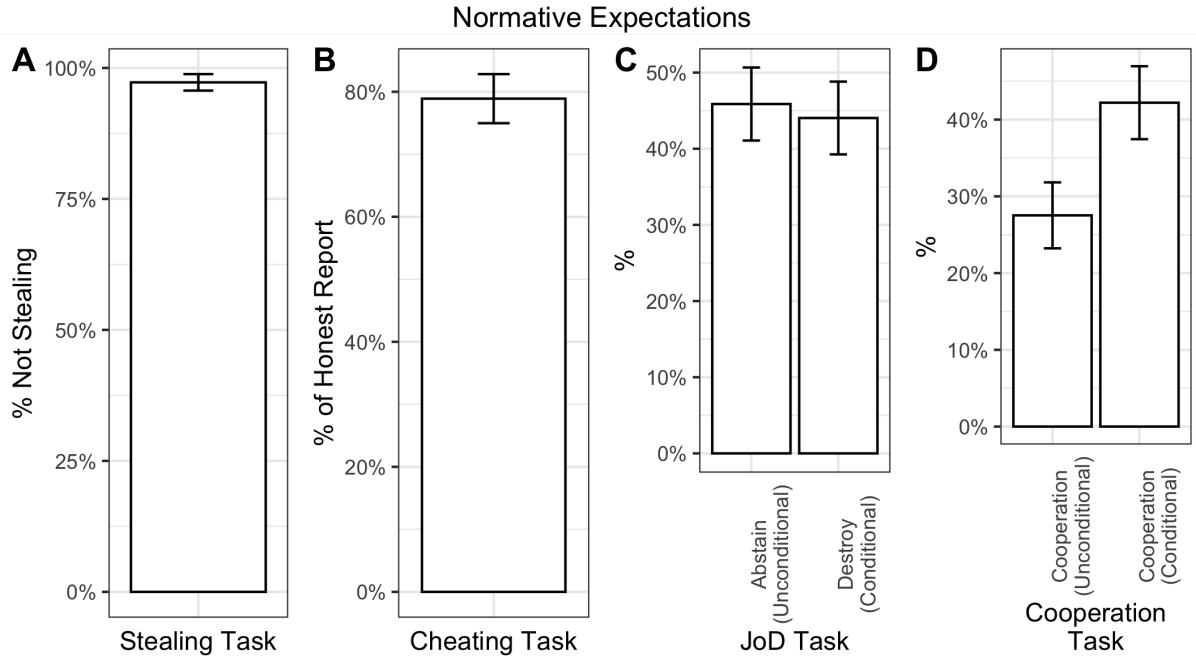 Normative Expectations
A
% Not Stealing
100%
75%
50%
25%
0%
Stealing Task
B
% of Honest Report
80%
60%
40%
20%
0%
Cheating Task
C
%
50%
40%
30%
20%
10%
0%
Abstain
(Unconditional)
Destroy
(Conditional)
JoD Task
D
%
40%
30%
20%
10%
0%
Cooperation
(Unconditional)
Cooperation
(Conditional)
Cooperation
Task